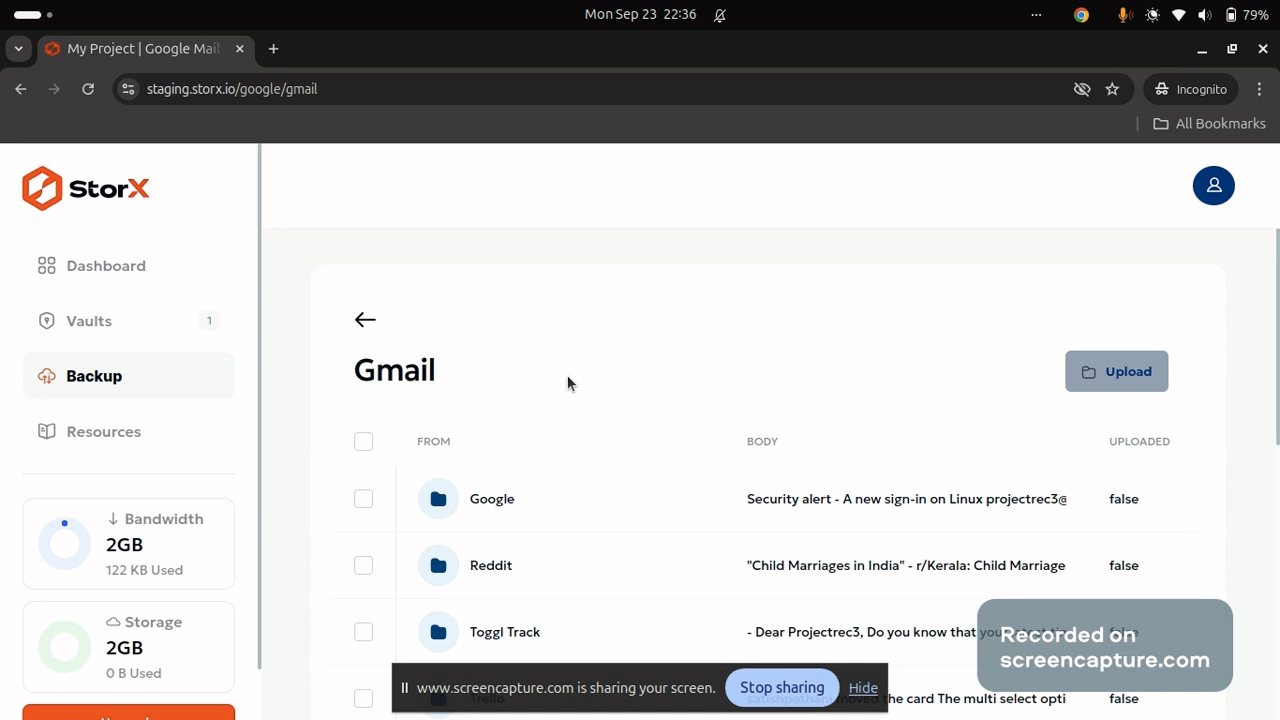 Mon Sep 23 22:36
79%
My Project | Google Mail
staging.storx.io/google/gmail
Incognito
All Bookmarks
StorX
Dashboard
Vaults 1
Backup
Resources
Bandwidth
2GB
122 KB Used
Storage
2GB
0 B Used
Gmail
Upload
FROM BODY UPLOADED
Google Security alert - A new sign-in on Linux projectrec3@ false
Reddit "Child Marriages in India" - r/Kerala: Child Marriage false
Toggl Track - Dear Projectrec3, Do you know that false
Trello moved the card The multi select opti false
Recorded on
screencapture.com
www.screencapture.com is sharing your screen. Stop sharing Hide